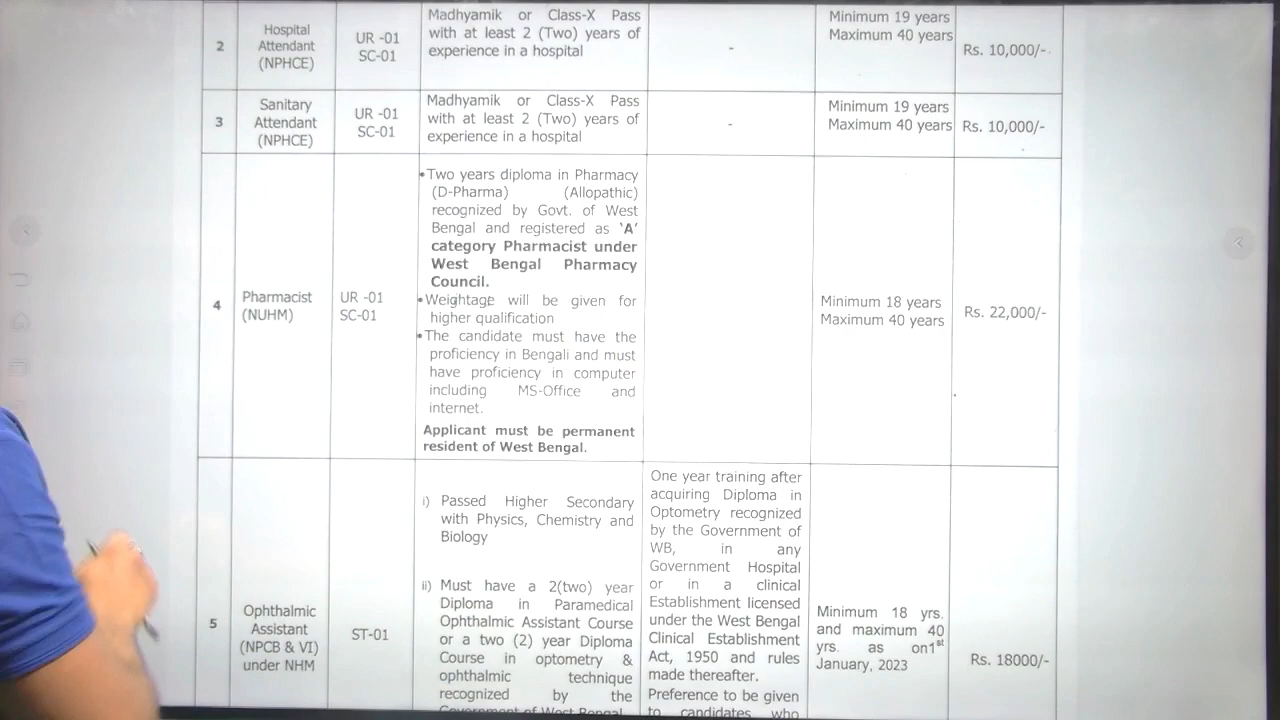 2
Hospital
Attendant
(NPHCE)
UR -01
SC-01
Madhyamik or Class-X Pass
with at least 2 (Two) years of
experience in a hospital
-
Minimum 19 years
Maximum 40 years
Rs. 10,000/-
3
Sanitary
Attendant
(NPHCE)
UR -01
SC-01
Madhyamik or Class-X Pass
with at least 2 (Two) years of
experience in a hospital
-
Minimum 19 years
Maximum 40 years
Rs. 10,000/-
4
Pharmacist
(NUHM)
UR -01
SC-01
•Two years diploma in Pharmacy
(D-Pharma) (Allopathic)
recognized by Govt. of West
Bengal and registered as ‘A’
category Pharmacist under
West Bengal Pharmacy
Council.
•Weightage will be given for
higher qualification
•The candidate must have the
proficiency in Bengali and must
have proficiency in computer
including MS-Office and
internet.
Applicant must be permanent
resident of West Bengal.
Minimum 18 years
Maximum 40 years
Rs. 22,000/-
5
Ophthalmic
Assistant
(NPCB & VI)
under NHM
ST-01
i) Passed Higher Secondary
with Physics, Chemistry and
Biology
ii) Must have a 2(two) year
Diploma in Paramedical
Ophthalmic Assistant Course
or a two (2) year Diploma
Course in optometry &
ophthalmic technique
recognized by the
Government of West Bengal
One year training after
acquiring Diploma in
Optometry recognized
by the Government of
WB, in any
Government Hospital
or in a clinical
Establishment licensed
under the West Bengal
Clinical Establishment
Act, 1950 and rules
made thereafter.
Preference to be given
to candidates who
Minimum 18 yrs.
and maximum 40
yrs. as on1st
January, 2023
Rs. 18000/-